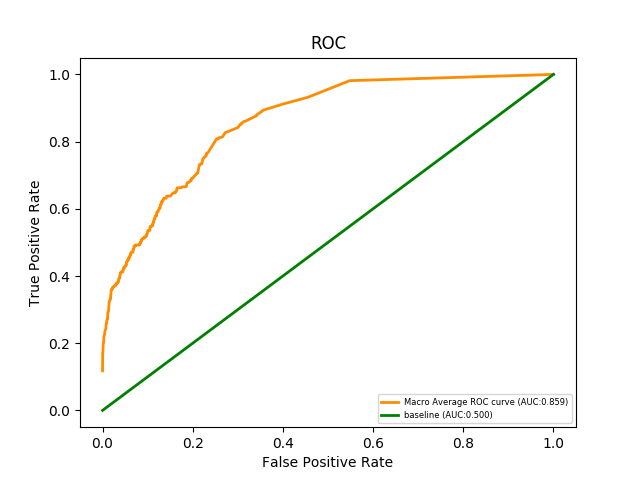 ROC
True Positive Rate
1.0
0.8
0.6
0.4
0.2
0.0
Macro Average ROC curve (AUC:0.859)
baseline (AUC:0.500)
0.0 0.2 0.4 0.6 0.8 1.0
False Positive Rate